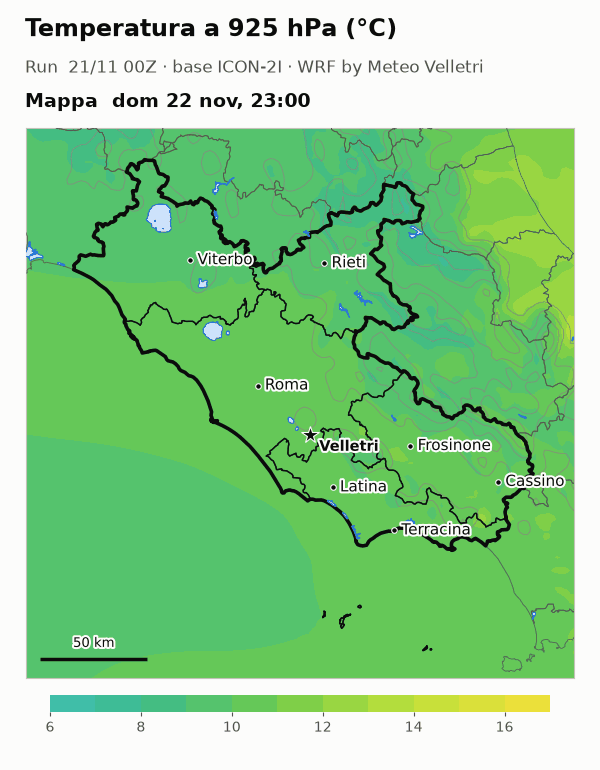 Temperatura a 925 hPa (°C)
Run  21/11 00Z · base ICON-2I · WRF by Meteo Velletri
Mappa  dom 22 nov, 23:00
Viterbo
Rieti
Roma
Velletri
Frosinone
Latina
Cassino
Terracina
50 km
6 8 10 12 14 16